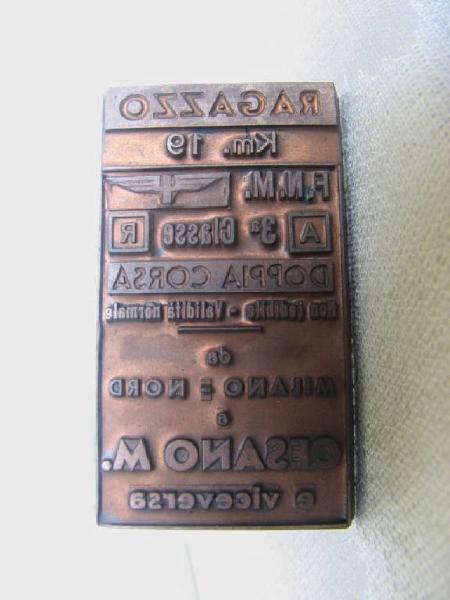 RAGAZZO
Km. 19
F.N.M.
A 3ª Classe R
DOPPIA CORSA
Non cedibile - Validità normale
da
MILANO = NORD
a
CESANO M.
e viceversa